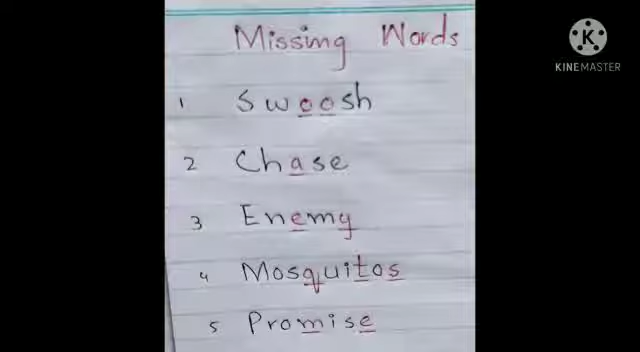 Missing Words
K
KINEMASTER
1 Swoosh
2 Chase
3 Enemy
4 Mosquitos
5 Promise